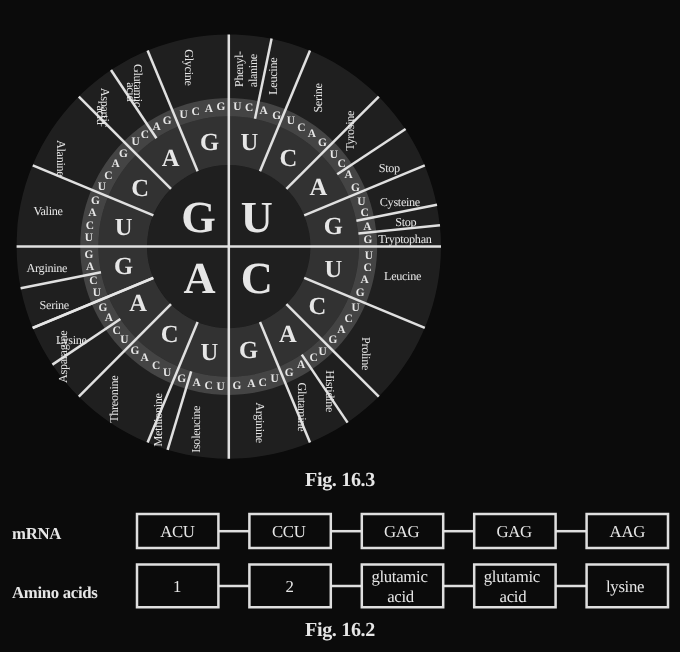 Glycine
Phenyl-
alanine
Leucine
Serine
Tyrosine
Stop
Cysteine
Stop
Tryptophan
Leucine
Proline
Histidine
Glutamine
Arginine
Isoleucine
Methionine
Threonine
Asparagine
Lysine
Serine
Arginine
Valine
Alanine
Aspartic
acid
Glutamic
acid
U C A G U C A G U C A G U C A G
U C A G U C A G U C A G U C A G
U C A G U C A G U C A G U C A G
U C A G U C A G U C A G U C A G
U C A G
U C A G
U C A G
U C A G
G U
A C
Fig. 16.3
mRNA ACU CCU GAG GAG AAG
Amino acids 1 2 glutamic acid glutamic acid lysine
Fig. 16.2